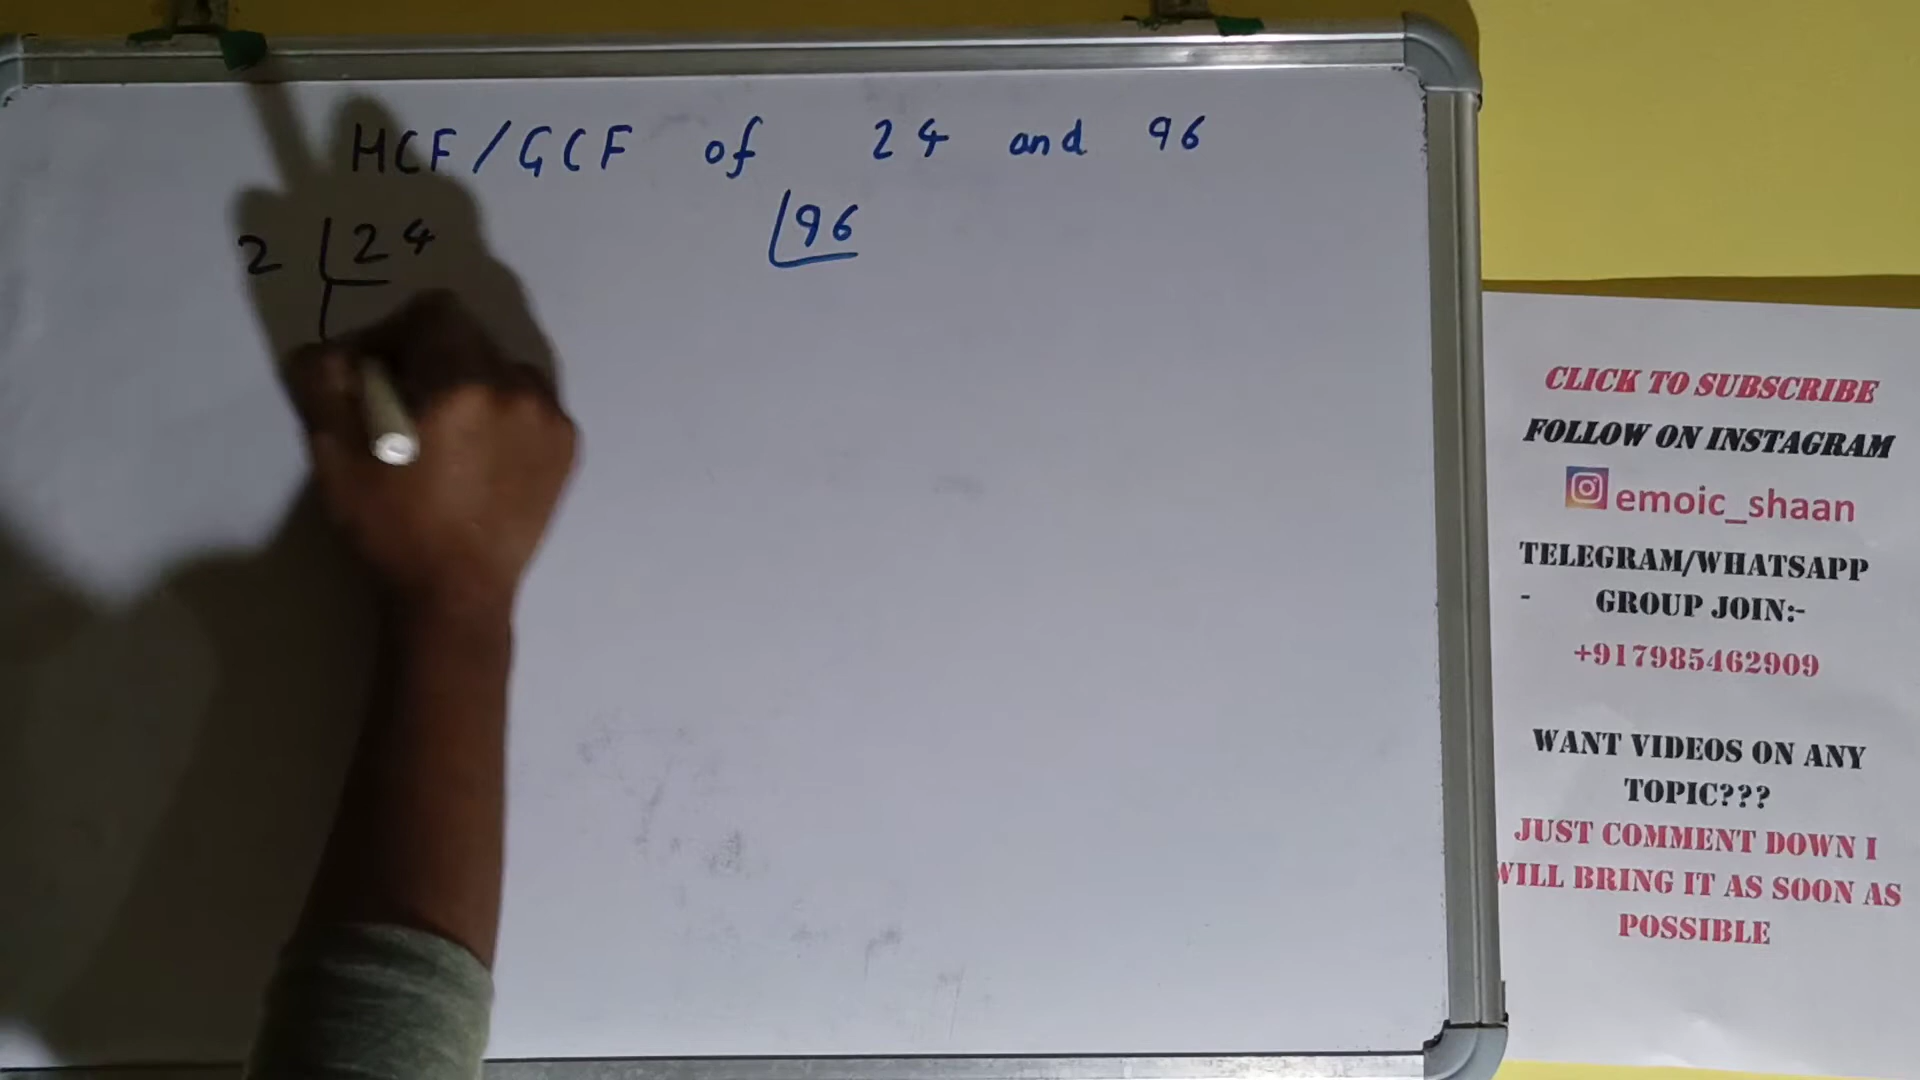 HCF/GCF of 24 and 96
2 24
96
CLICK TO SUBSCRIBE
FOLLOW ON INSTAGRAM
emoic_shaan
TELEGRAM/WHATSAPP
- GROUP JOIN:-
+917985462909
WANT VIDEOS ON ANY
TOPIC???
JUST COMMENT DOWN I
WILL BRING IT AS SOON AS
POSSIBLE